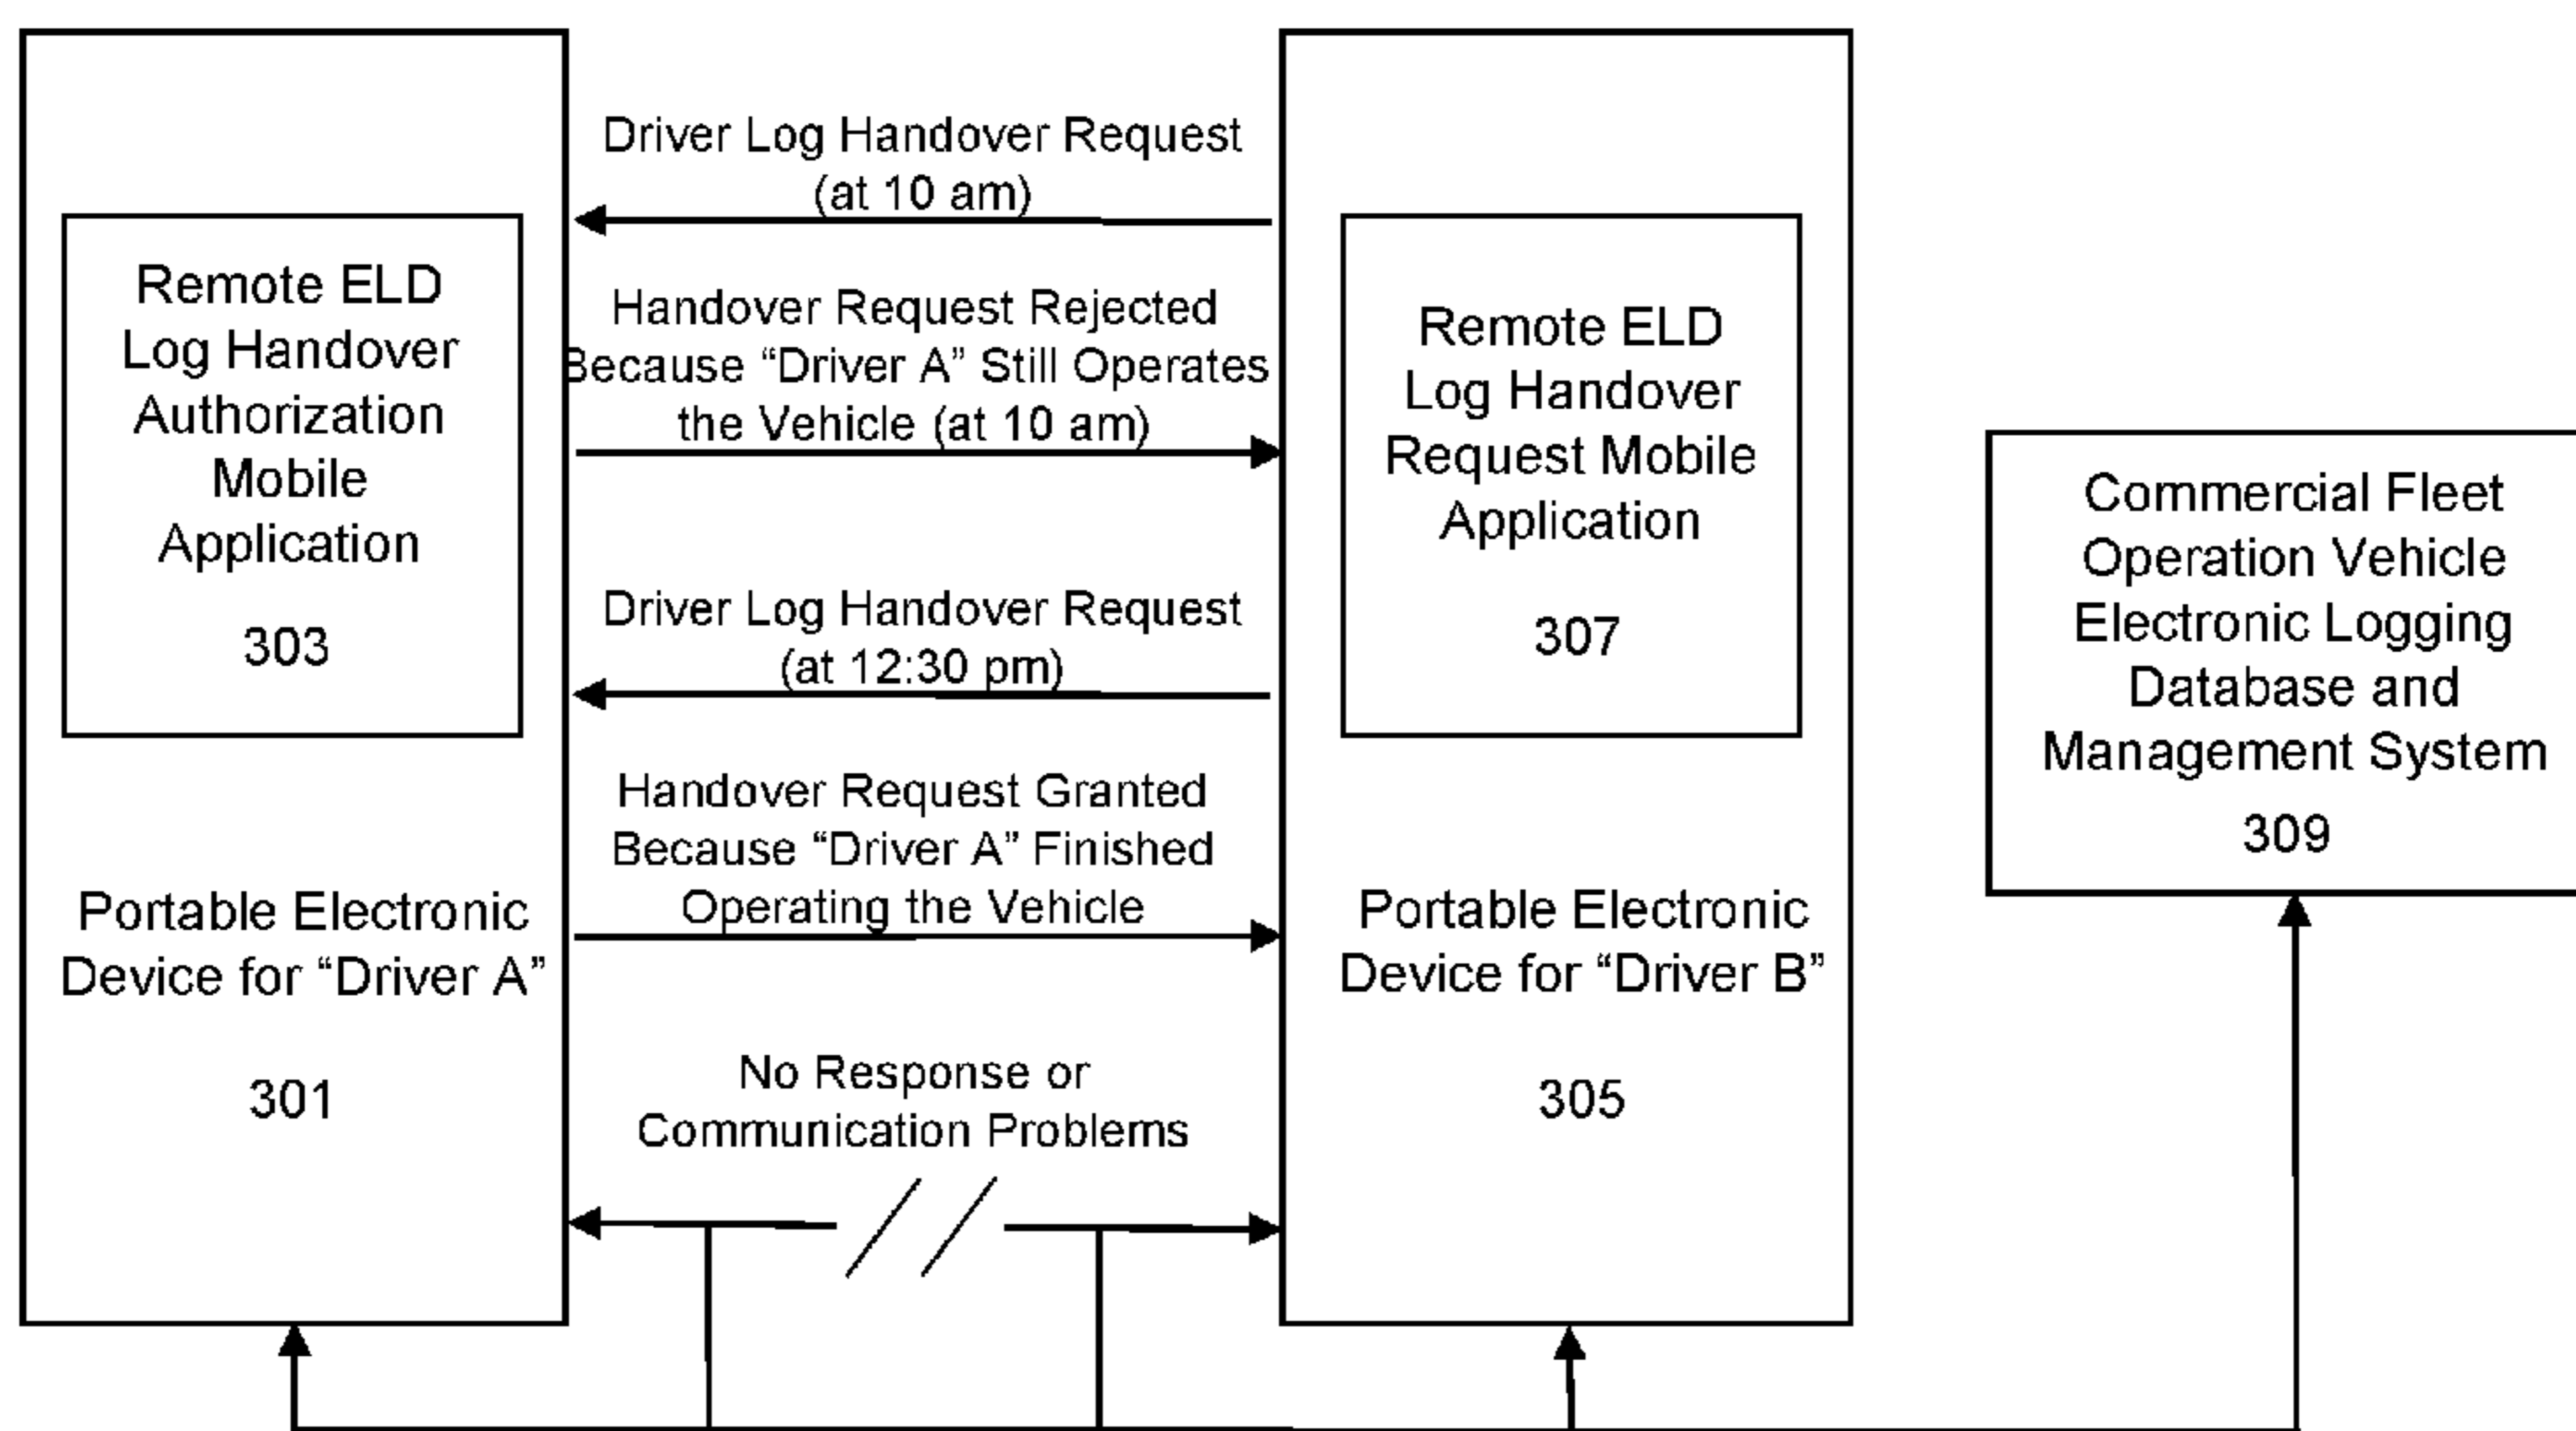 Remote ELD
Log Handover
Authorization
Mobile
Application
303
Portable Electronic
Device for “Driver A”
301
Driver Log Handover Request
(at 10 am)
Handover Request Rejected
Because “Driver A” Still Operates
the Vehicle (at 10 am)
Driver Log Handover Request
(at 12:30 pm)
Handover Request Granted
Because “Driver A” Finished
Operating the Vehicle
No Response or
Communication Problems
Remote ELD
Log Handover
Request Mobile
Application
307
Portable Electronic
Device for “Driver B”
305
Commercial Fleet
Operation Vehicle
Electronic Logging
Database and
Management System
309